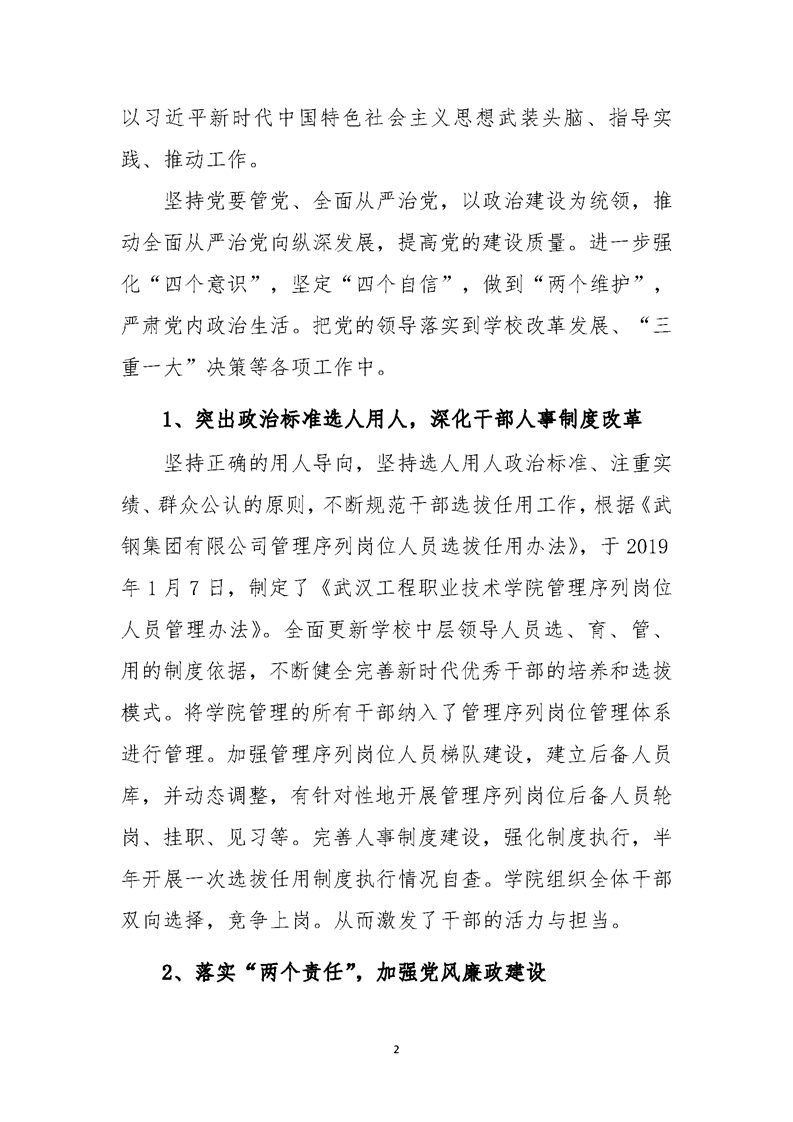 以习近平新时代中国特色社会主义思想武装头脑、指导实
践、推动工作。
坚持党要管党、全面从严治党，以政治建设为统领，推
动全面从严治党向纵深发展，提高党的建设质量。进一步强
化“四个意识”，坚定“四个自信”，做到“两个维护”，
严肃党内政治生活。把党的领导落实到学校改革发展、“三
重一大”决策等各项工作中。
1、突出政治标准选人用人，深化干部人事制度改革
坚持正确的用人导向，坚持选人用人政治标准、注重实
绩、群众公认的原则，不断规范干部选拔任用工作，根据《武
钢集团有限公司管理序列岗位人员选拔任用办法》，于 2019
年 1 月 7 日，制定了《武汉工程职业技术学院管理序列岗位
人员管理办法》。全面更新学校中层领导人员选、育、管、
用的制度依据，不断健全完善新时代优秀干部的培养和选拔
模式。将学院管理的所有干部纳入了管理序列岗位管理体系
进行管理。加强管理序列岗位人员梯队建设，建立后备人员
库，并动态调整，有针对性地开展管理序列岗位后备人员轮
岗、挂职、见习等。完善人事制度建设，强化制度执行，半
年开展一次选拔任用制度执行情况自查。学院组织全体干部
双向选择，竞争上岗。从而激发了干部的活力与担当。
2、落实“两个责任”，加强党风廉政建设
2